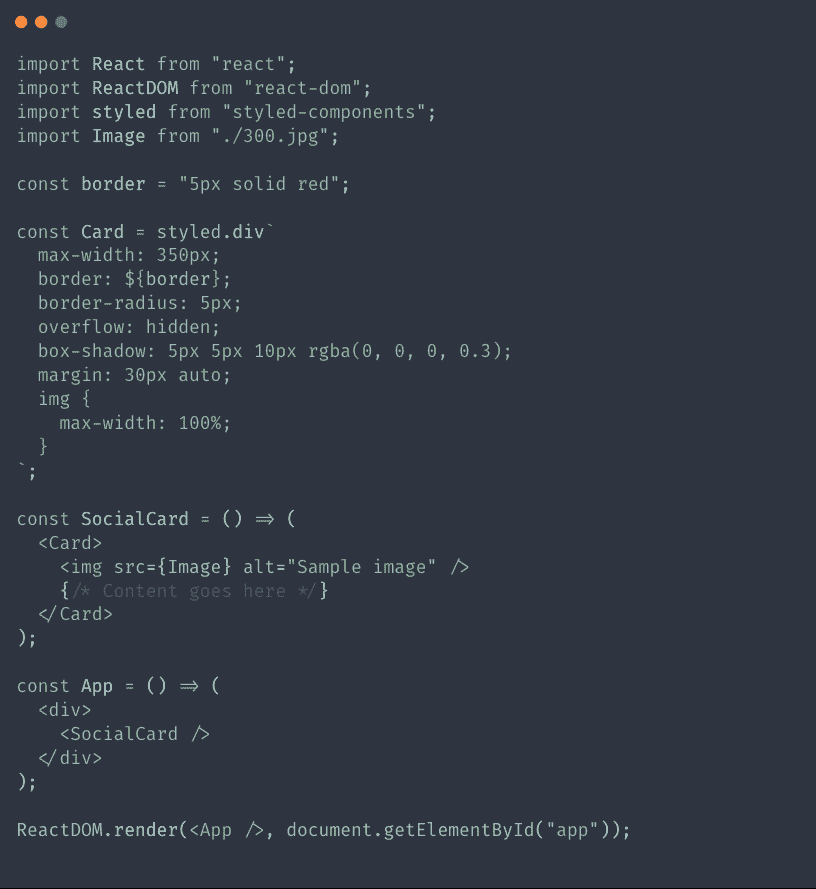 import React from "react";
import ReactDOM from "react-dom";
import styled from "styled-components";
import Image from "./300.jpg";

const border = "5px solid red";

const Card = styled.div`
  max-width: 350px;
  border: ${border};
  border-radius: 5px;
  overflow: hidden;
  box-shadow: 5px 5px 10px rgba(0, 0, 0, 0.3);
  margin: 30px auto;
  img {
    max-width: 100%;
  }
`;

const SocialCard = () => (
  <Card>
    <img src={Image} alt="Sample image" />
    {/* Content goes here */}
  </Card>
);

const App = () => (
  <div>
    <SocialCard />
  </div>
);

ReactDOM.render(<App />, document.getElementById("app"));